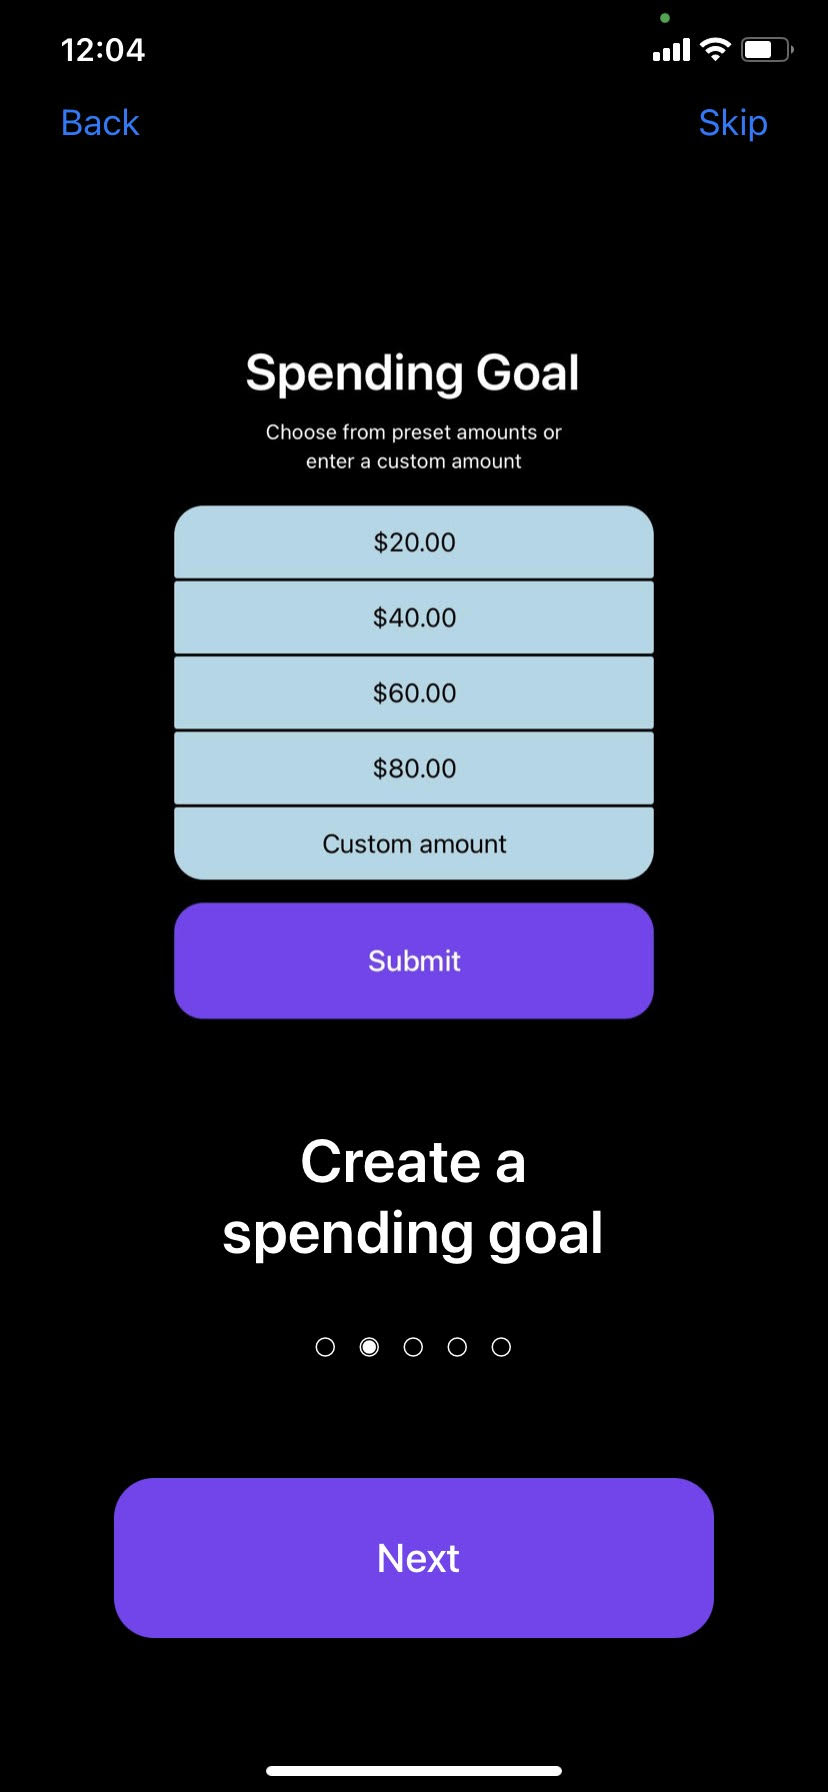 12:04
Back
Skip
Spending Goal
Choose from preset amounts or
enter a custom amount
$20.00
$40.00
$60.00
$80.00
Custom amount
Submit
Create a
spending goal
Next